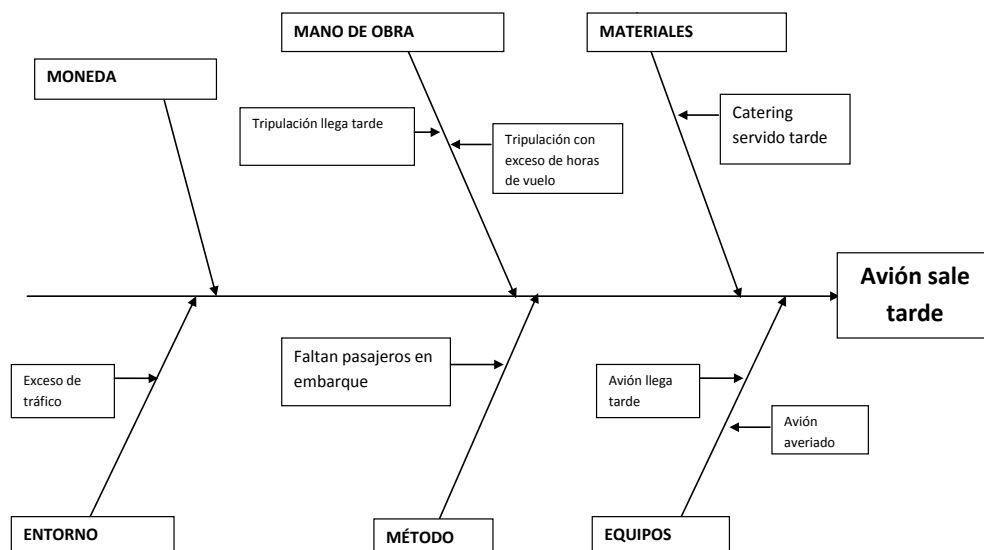 MANO DE OBRA
MATERIALES
MONEDA
Tripulación llega tarde
Tripulación con
exceso de horas
de vuelo
Catering
servido tarde
Avión sale
tarde
Exceso de
tráfico
Faltan pasajeros en
embarque
Avión llega
tarde
Avión
averiado
ENTORNO
MÉTODO
EQUIPOS